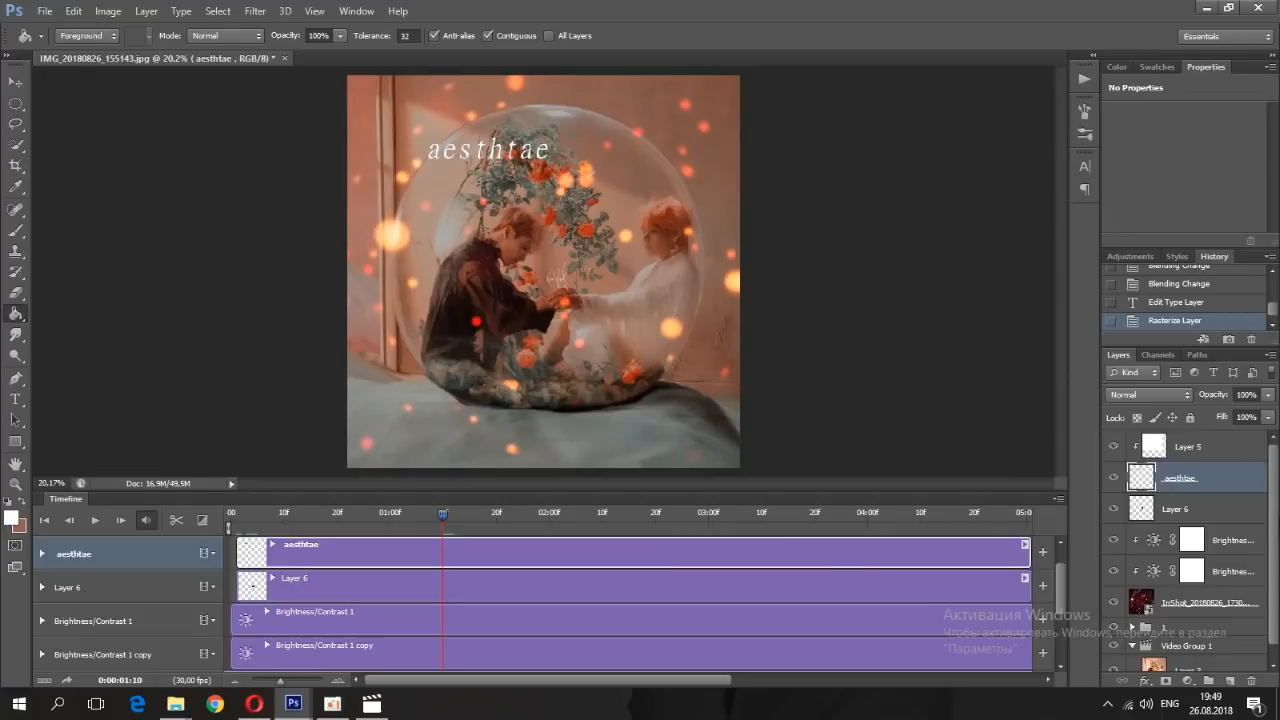 Ps File Edit Image Layer Type Select Filter 3D View Window Help
Foreground Mode: Normal Opacity: 100% Tolerance: 32 Anti-alias Contiguous All Layers Essentials
IMG_20180826_155143.jpg @ 20,2% ( aesthtae , RGB/8) * ×
Color Swatches Properties
No Properties
aesthtae
Adjustments Styles History
Blending Change
Blending Change
Edit Type Layer
Rasterize Layer
Layers Channels Paths
Kind
Normal Opacity: 100%
Lock: Fill: 100%
Layer 5
aesthtae
Layer 6
Brightnes...
Brightnes...
InShot_20180826_1730...
1
Video Group 1
20,17% Doc: 16,9M/49,5M
Timeline
00 10f 20f 01:00f 20f 02:00f 10f 20f 03:00f 10f 20f 04:00f 10f 20f 05:0
aesthtae aesthtae
Layer 6 Layer 6
Brightness/Contrast 1 Brightness/Contrast 1
Brightness/Contrast 1 copy Brightness/Contrast 1 copy
0:00:01:10 (30,00 fps)
Активация Windows
Чтобы активировать Windows, перейдите в раздел
"Параметры".
Ps ENG 19:49
26.08.2018